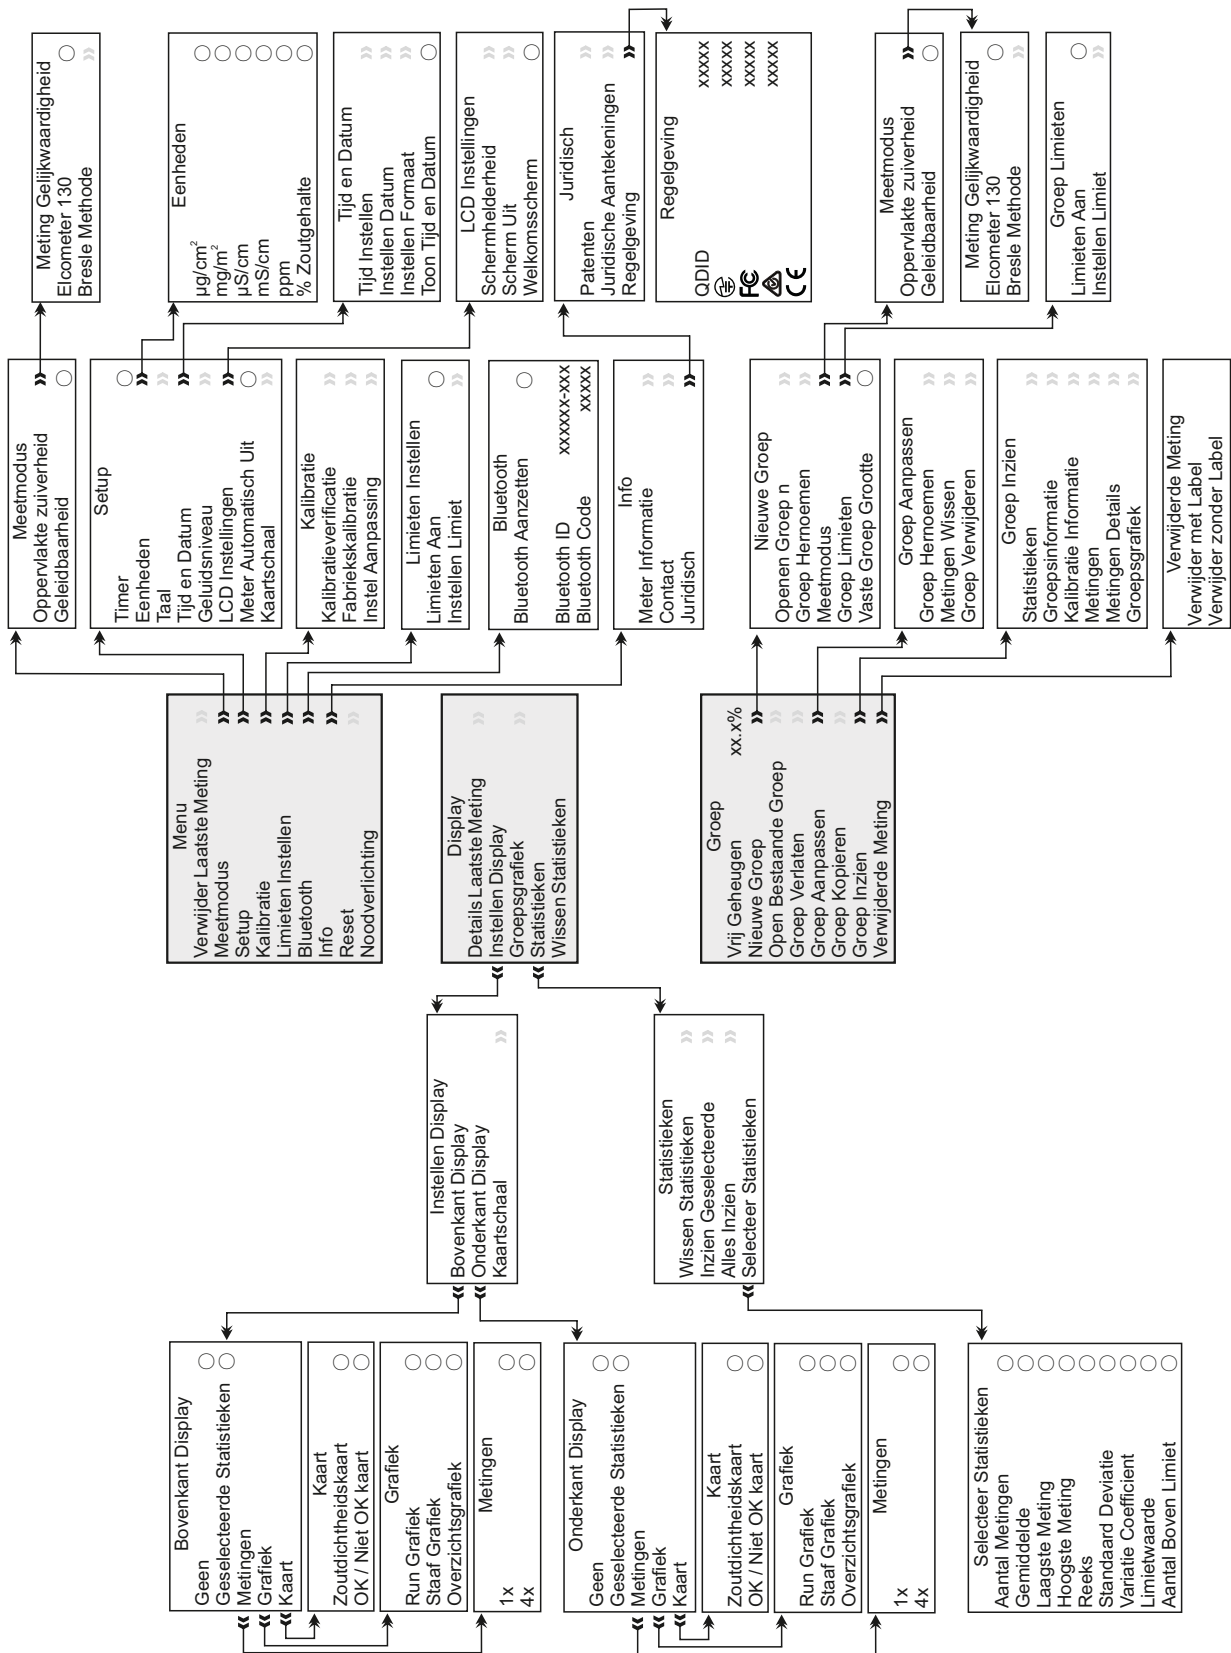 Menu
Verwijder Laatste Meting
Meetmodus
Setup
Kalibratie
Limieten Instellen
Bluetooth
Info
Reset
Noodverlichting
Meetmodus
Oppervlakte zuiverheid
Geleidbaarheid
Meting Gelijkwaardigheid
Elcometer 130
Bresle Methode
Setup
Timer
Eenheden
Taal
Tijd en Datum
Geluidsniveau
LCD Instellingen
Meter Automatisch Uit
Kaartschaal
Eenheden
µg/cm²
mg/m²
µS/cm
mS/cm
ppm
% Zoutgehalte
Tijd en Datum
Tijd Instellen
Instellen Datum
Instellen Formaat
Toon Tijd en Datum
LCD Instellingen
Schermhelderheid
Scherm Uit
Welkomsscherm
Kalibratie
Kalibratieverificatie
Fabriekskalibratie
Instel Aanpassing
Limieten Instellen
Limieten Aan
Instellen Limiet
Bluetooth
Bluetooth Aanzetten
Bluetooth ID xxxxxx-xxx
Bluetooth Code xxxxx
Info
Meter Informatie
Contact
Juridisch
Juridisch
Patenten
Juridische Aantekeningen
Regelgeving
Regelgeving
QDID xxxxx
xxxxx
FC xxxxx
xxxxx
CE
Display
Details Laatste Meting
Instellen Display
Groepsgrafiek
Statistieken
Wissen Statistieken
Instellen Display
Bovenkant Display
Onderkant Display
Kaartschaal
Bovenkant Display
Geen
Geselecteerde Statistieken
Metingen
Grafiek
Kaart
Kaart
Zoutdichtheidskaart
OK / Niet OK kaart
Grafiek
Run Grafiek
Staaf Grafiek
Overzichtsgrafiek
Metingen
1x
4x
Onderkant Display
Geen
Geselecteerde Statistieken
Metingen
Grafiek
Kaart
Kaart
Zoutdichtheidskaart
OK / Niet OK kaart
Grafiek
Run Grafiek
Staaf Grafiek
Overzichtsgrafiek
Metingen
1x
4x
Statistieken
Wissen Statistieken
Inzien Geselecteerde
Alles Inzien
Selecteer Statistieken
Selecteer Statistieken
Aantal Metingen
Gemiddelde
Laagste Meting
Hoogste Meting
Reeks
Standaard Deviatie
Variatie Coefficient
Limietwaarde
Aantal Boven Limiet
Groep
Vrij Geheugen xx.x%
Nieuwe Groep
Open Bestaande Groep
Groep Verlaten
Groep Aanpassen
Groep Kopieren
Groep Inzien
Verwijderde Meting
Nieuwe Groep
Openen Groep n
Groep Hernoemen
Meetmodus
Groep Limieten
Vaste Groep Grootte
Meetmodus
Oppervlakte zuiverheid
Geleidbaarheid
Meting Gelijkwaardigheid
Elcometer 130
Bresle Methode
Groep Limieten
Limieten Aan
Instellen Limiet
Groep Aanpassen
Groep Hernoemen
Metingen Wissen
Groep Verwijderen
Groep Inzien
Statistieken
Groepsinformatie
Kalibratie Informatie
Metingen
Metingen Details
Groepsgrafiek
Verwijderde Meting
Verwijder met Label
Verwijder zonder Label